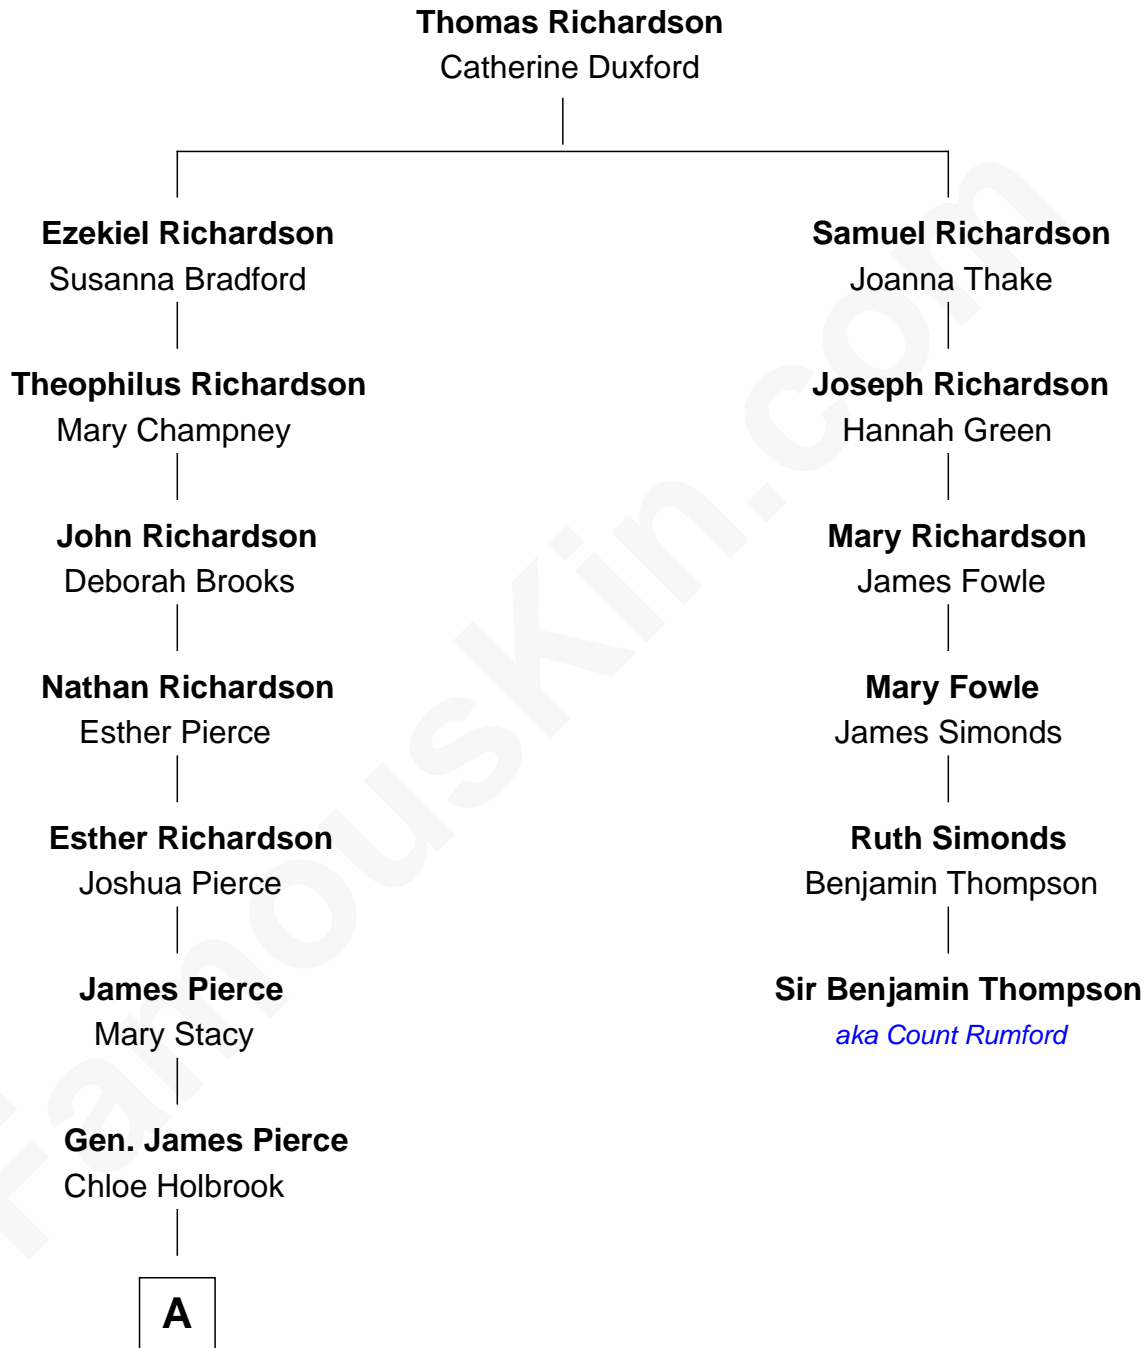 Thomas Richardson
Catherine Duxford
Ezekiel Richardson
Susanna Bradford
Samuel Richardson
Joanna Thake
Theophilus Richardson
Mary Champney
Joseph Richardson
Hannah Green
John Richardson
Deborah Brooks
Mary Richardson
James Fowle
Nathan Richardson
Esther Pierce
Mary Fowle
James Simonds
Esther Richardson
Joshua Pierce
Ruth Simonds
Benjamin Thompson
James Pierce
Mary Stacy
Sir Benjamin Thompson
aka Count Rumford
Gen. James Pierce
Chloe Holbrook
A
FamousKin.com